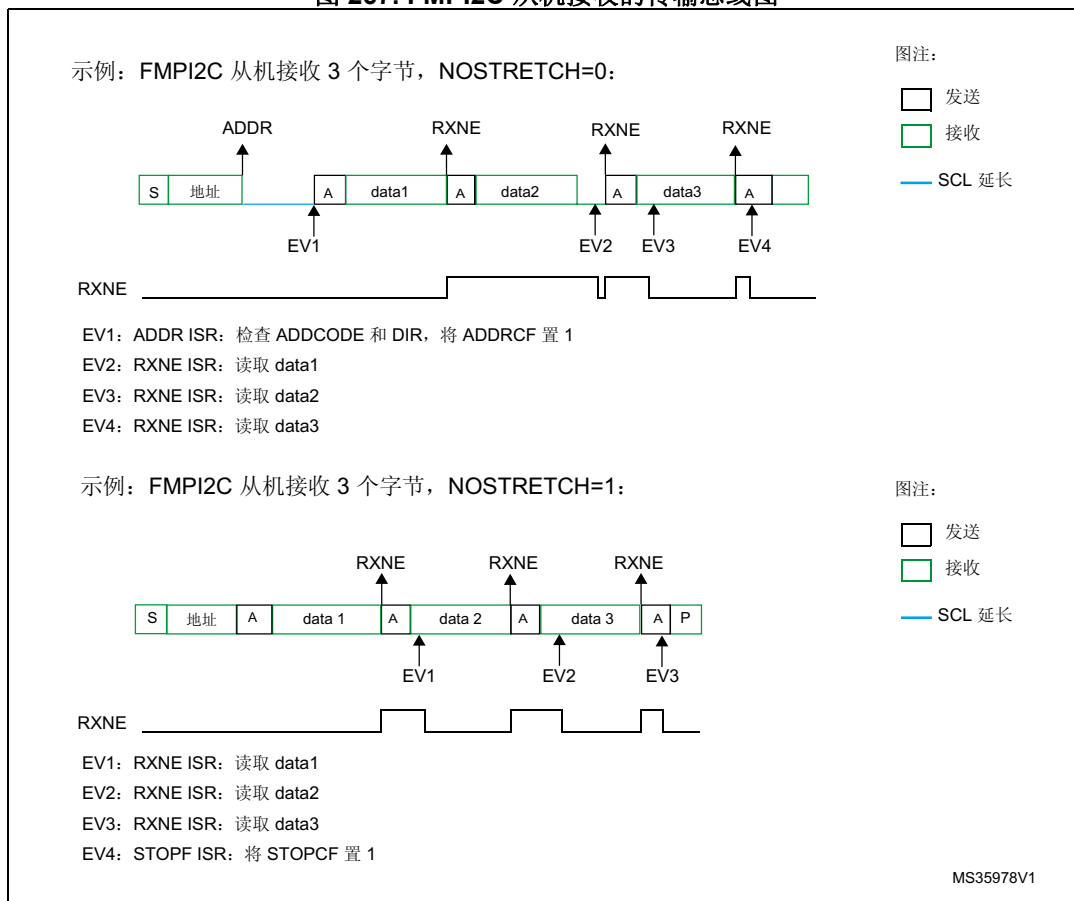 示例：FMPI2C 从机接收 3 个字节，NOSTRETCH=0：
图注：
发送
接收
SCL 延长
ADDR RXNE RXNE RXNE
S 地址 A data1 A data2 A data3 A
EV1 EV2 EV3 EV4
RXNE
EV1：ADDR ISR：检查 ADDCODE 和 DIR，将 ADDRCF 置 1
EV2：RXNE ISR：读取 data1
EV3：RXNE ISR：读取 data2
EV4：RXNE ISR：读取 data3
示例：FMPI2C 从机接收 3 个字节，NOSTRETCH=1：
图注：
发送
接收
SCL 延长
RXNE RXNE RXNE
S 地址 A data 1 A data 2 A data 3 A P
EV1 EV2 EV3
RXNE
EV1：RXNE ISR：读取 data1
EV2：RXNE ISR：读取 data2
EV3：RXNE ISR：读取 data3
EV4：STOPF ISR：将 STOPCF 置 1
MS35978V1